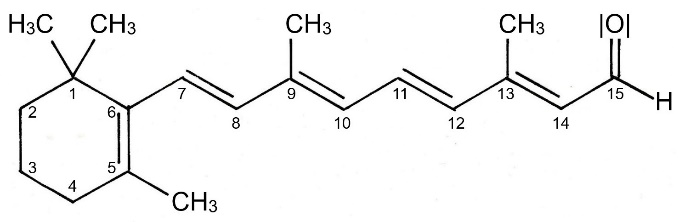 H₃C CH₃ CH₃ CH₃ |O|
1 7 9 11 13 15 H
2 6 8 10 12 14
3 5
4 CH₃